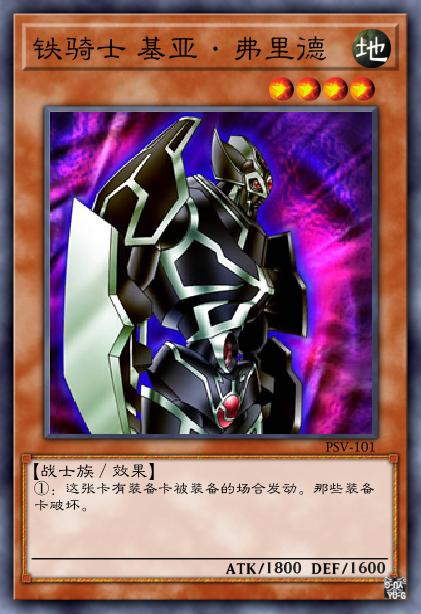 铁骑士 基亚·弗里德
地
PSV-101
【战士族／效果】
①：这张卡有装备卡被装备的场合发动。那些装备
卡破坏。
ATK/1800 DEF/1600